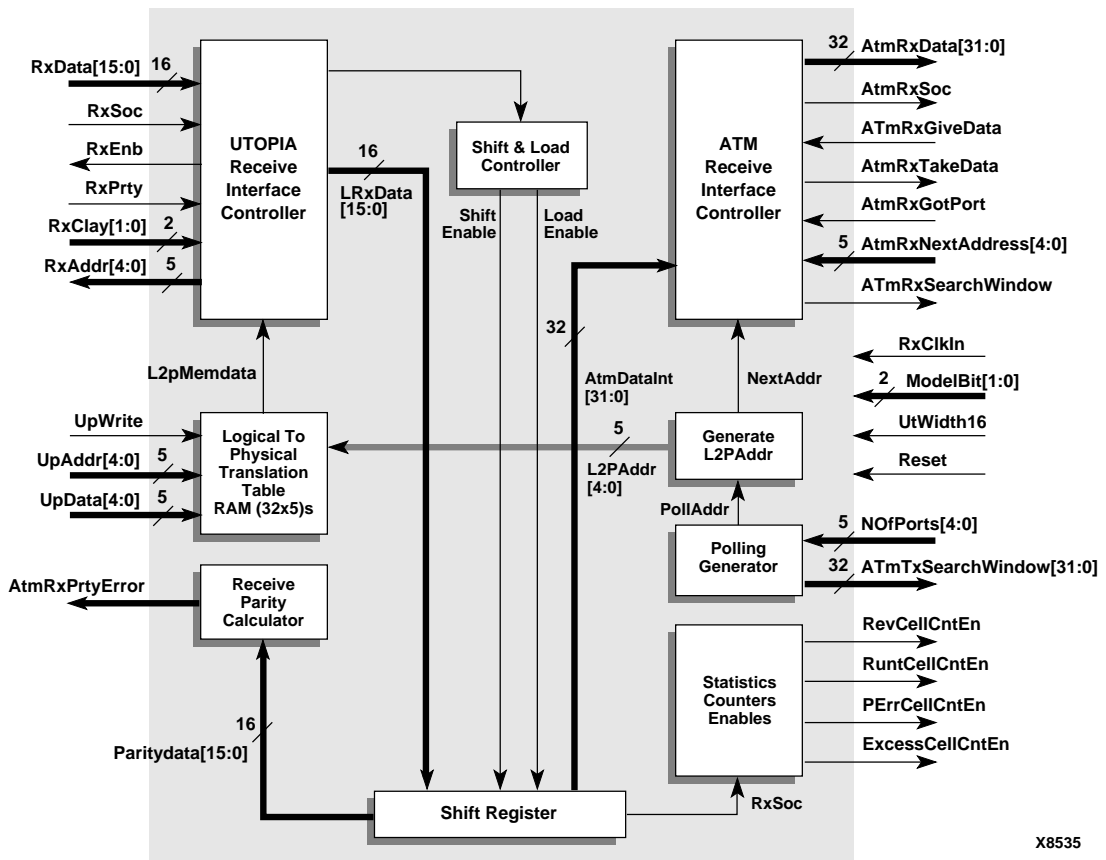 RxData[15:0]
16
RxSoc
RxEnb
RxPrty
RxClay[1:0]
2
RxAddr[4:0]
5
UTOPIA
Receive
Interface
Controller
16
LRxData
[15:0]
Shift & Load
Controller
Shift
Enable
Load
Enable
ATM
Receive
Interface
Controller
32
AtmRxData[31:0]
AtmRxSoc
ATmRxGiveData
AtmRxTakeData
AtmRxGotPort
5
AtmRxNextAddress[4:0]
ATmRxSearchWindow
32
AtmDataInt
[31:0]
L2pMemdata
NextAddr
RxClkIn
2
ModelBit[1:0]
UtWidth16
Reset
UpWrite
UpAddr[4:0]
5
UpData[4:0]
5
Logical To
Physical
Translation
Table
RAM (32x5)s
5
L2PAddr
[4:0]
Generate
L2PAddr
PollAddr
Polling
Generator
5
NOfPorts[4:0]
32
ATmTxSearchWindow[31:0]
AtmRxPrtyError
Receive
Parity
Calculator
Statistics
Counters
Enables
RevCellCntEn
RuntCellCntEn
PErrCellCntEn
ExcessCellCntEn
16
Paritydata[15:0]
Shift Register
RxSoc
X8535